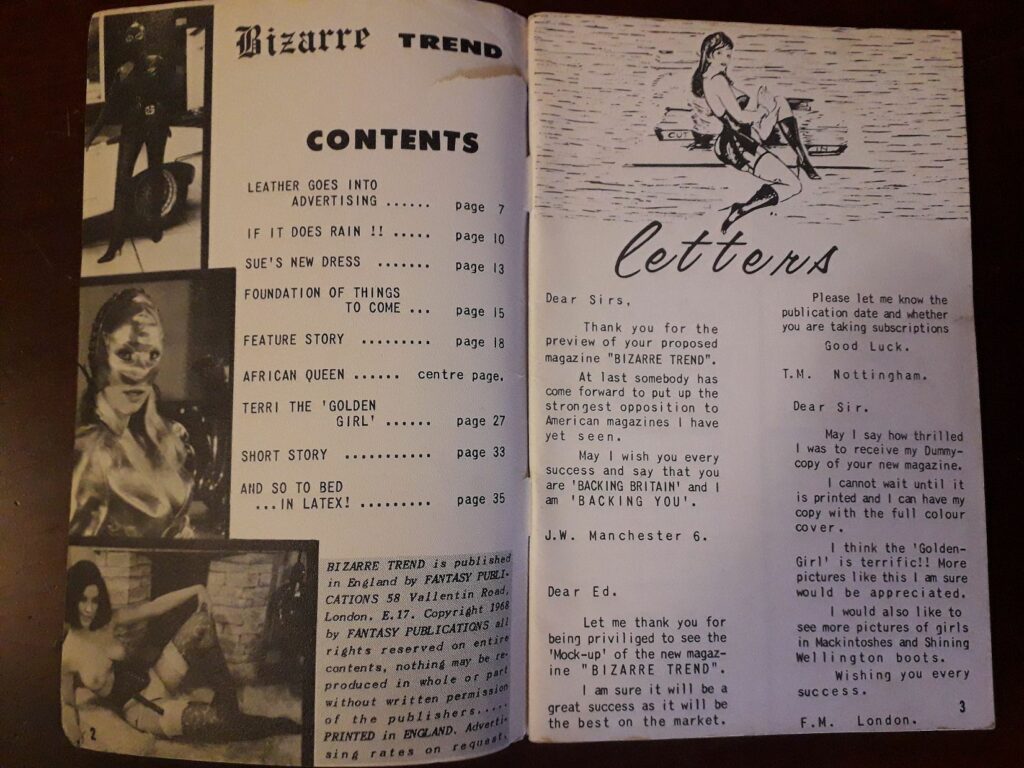 Bizarre TREND
CONTENTS
LEATHER GOES INTO
ADVERTISING ...... page 7
IF IT DOES RAIN !! ..... page 10
SUE'S NEW DRESS ....... page 13
FOUNDATION OF THINGS
TO COME ... page 15
FEATURE STORY ......... page 18
AFRICAN QUEEN ...... centre page.
TERRI THE 'GOLDEN
GIRL' ...... page 27
SHORT STORY ........... page 33
AND SO TO BED
...IN LATEX! ......... page 35
BIZARRE TREND is published
in England by FANTASY PUBLI-
CATIONS 58 Vallentin Road,
London. E.17. Copyright 1968
by FANTASY PUBLICATIONS all
rights reserved on entire
contents, nothing may be re-
produced in whole or part
without written permission
of the publishers.....
PRINTED in ENGLAND. Adverti-
sing rates on request.
2
CUT IN
letters
Dear Sirs,
Thank you for the
preview of your proposed
magazine "BIZARRE TREND".
At last somebody has
come forward to put up the
strongest opposition to
American magazines I have
yet seen.
May I wish you every
success and say that you
are 'BACKING BRITAIN' and I
am 'BACKING YOU'.
J.W. Manchester 6.
Dear Ed.
Let me thank you for
being priviliged to see the
'Mock-up' of the new magaz-
ine "BIZARRE TREND".
I am sure it will be a
great success as it will be
the best on the market.
Please let me know the
publication date and whether
you are taking subscriptions
Good Luck.
T.M. Nottingham.
Dear Sir.
May I say how thrilled
I was to receive my Dummy-
copy of your new magazine.
I cannot wait until it
is printed and I can have my
copy with the full colour
cover.
I think the 'Golden-
Girl' is terrific!! More
pictures like this I am sure
would be appreciated.
I would also like to
see more pictures of girls
in Mackintoshes and Shining
Wellington boots.
Wishing you every
success.
F.M. London.
3